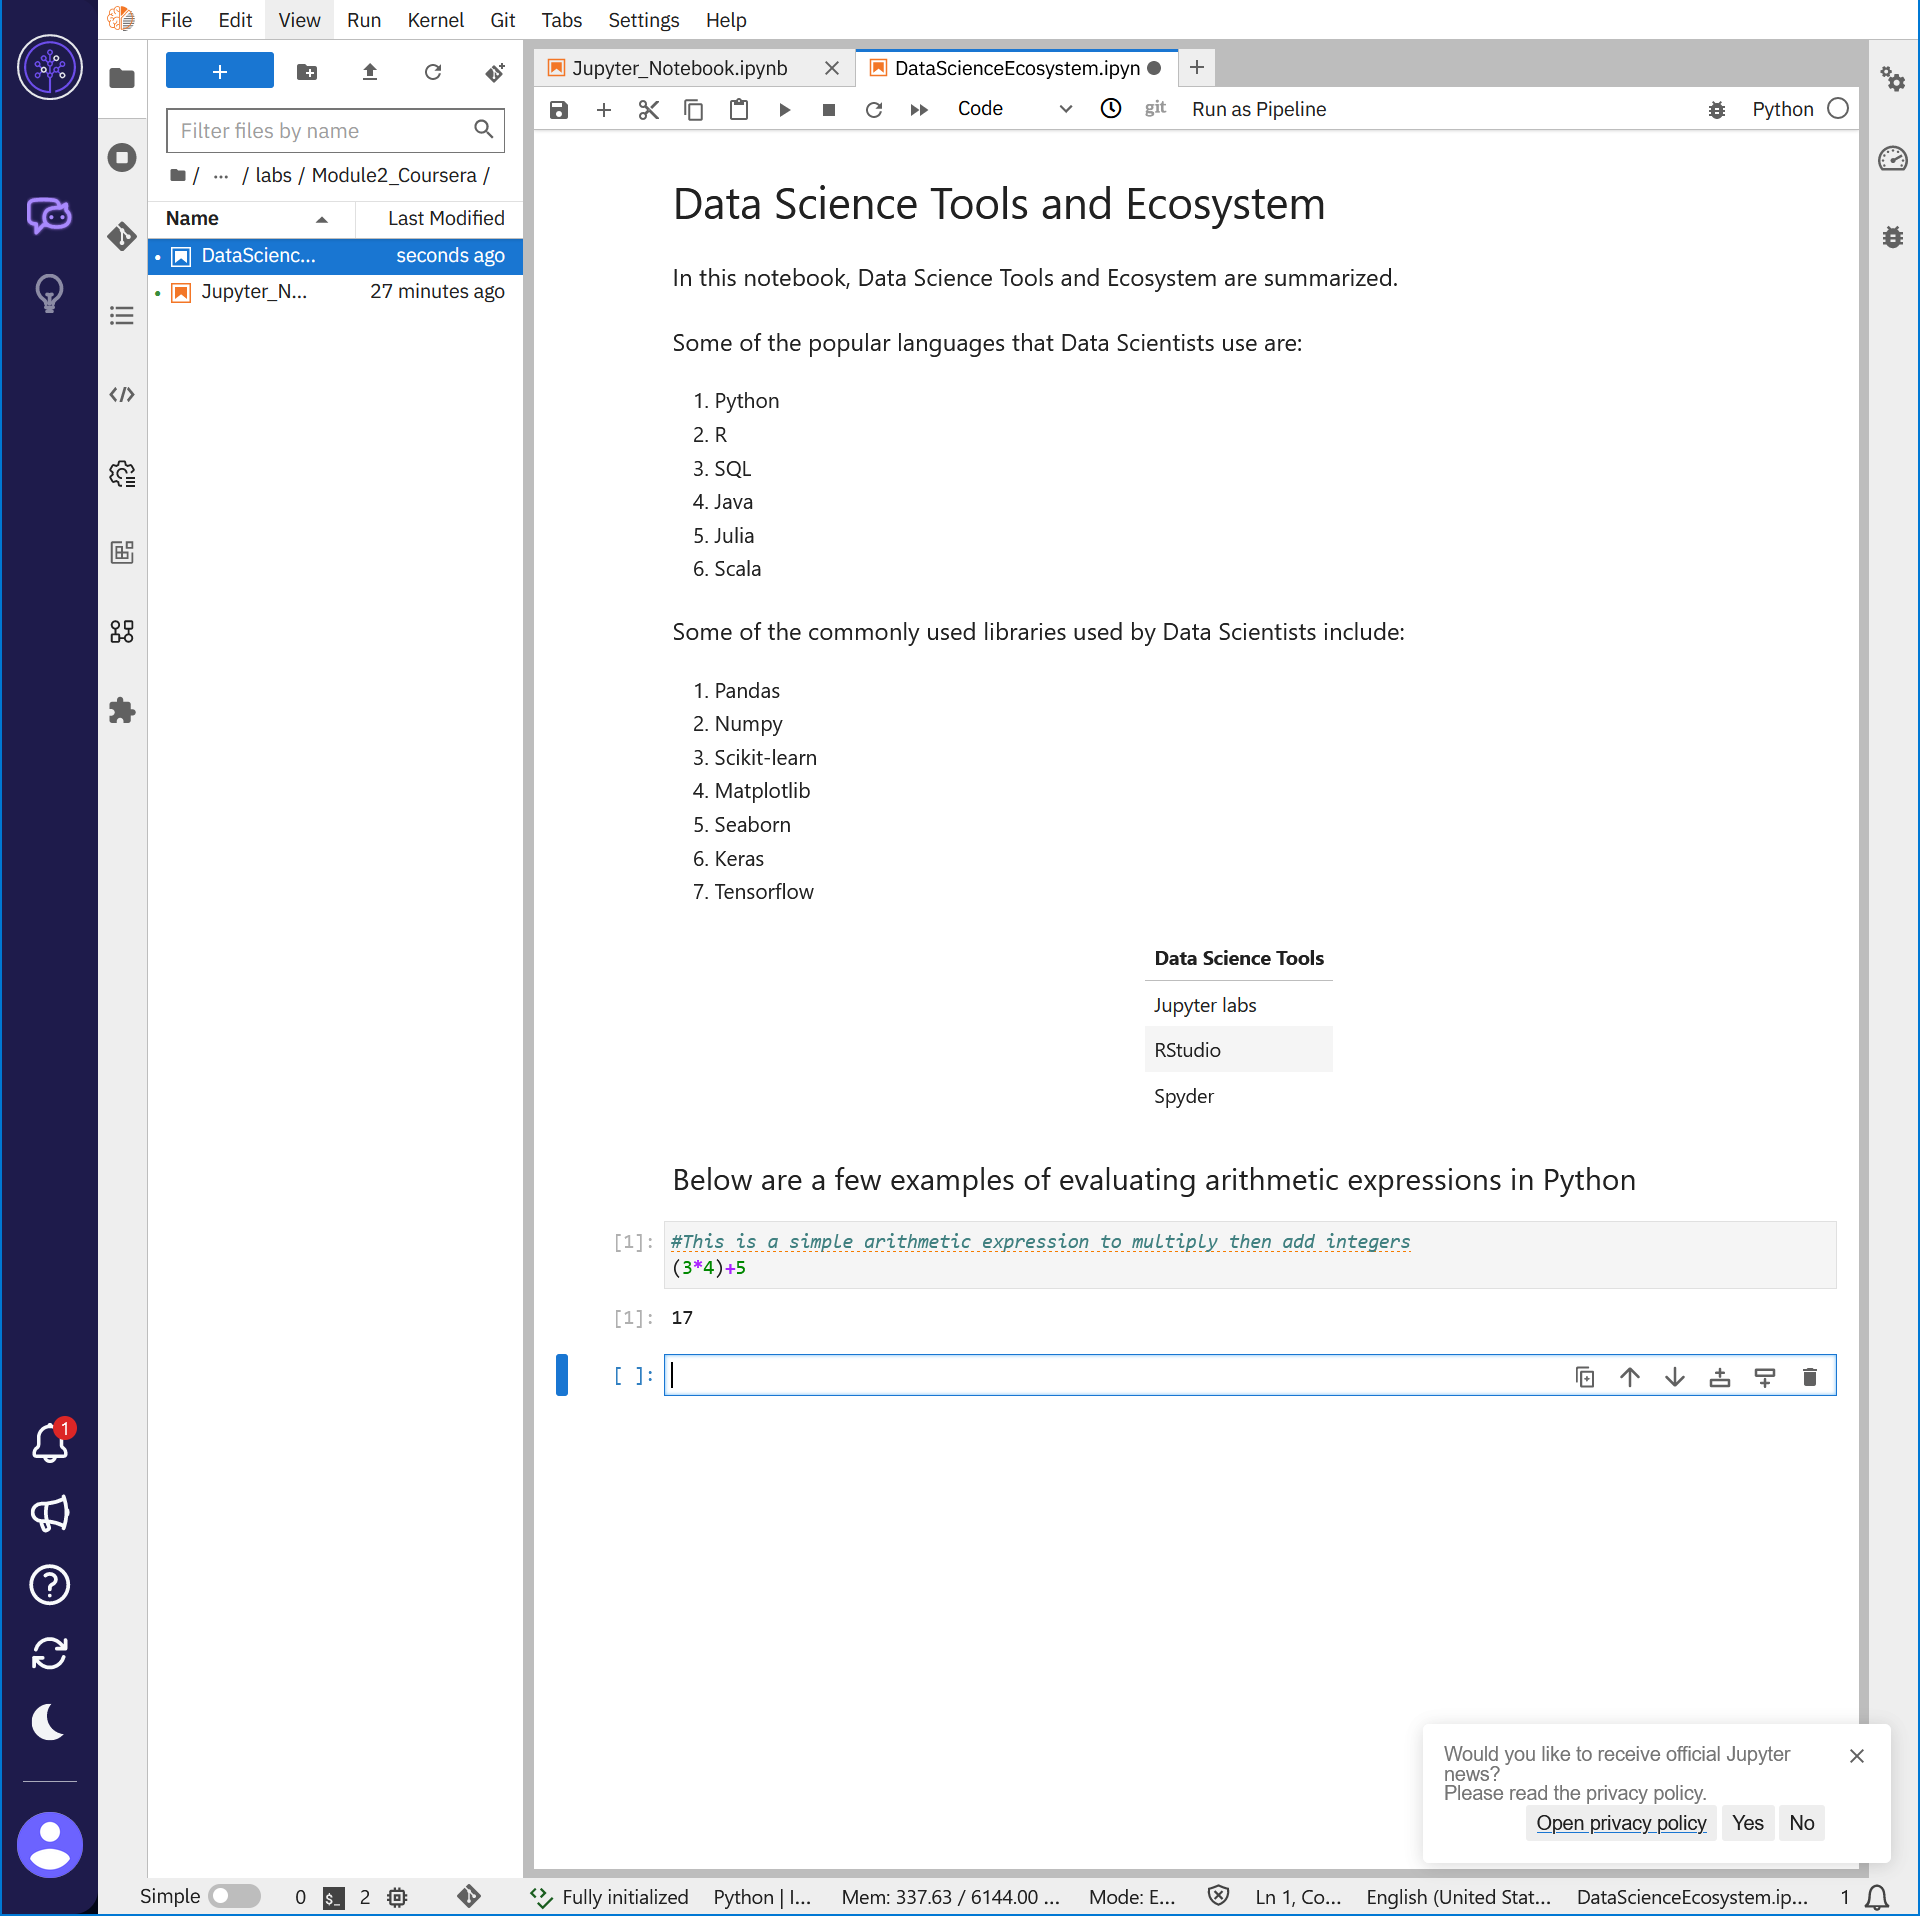 File Edit View Run Kernel Git Tabs Settings Help
+
Filter files by name
/ ... / labs / Module2_Coursera /
Name Last Modified
DataScienc... seconds ago
Jupyter_N... 27 minutes ago
Jupyter_Notebook.ipynb
DataScienceEcosystem.ipyn
Code
git
Run as Pipeline
Python
Data Science Tools and Ecosystem
In this notebook, Data Science Tools and Ecosystem are summarized.
Some of the popular languages that Data Scientists use are:
1. Python
2. R
3. SQL
4. Java
5. Julia
6. Scala
Some of the commonly used libraries used by Data Scientists include:
1. Pandas
2. Numpy
3. Scikit-learn
4. Matplotlib
5. Seaborn
6. Keras
7. Tensorflow
Data Science Tools
Jupyter labs
RStudio
Spyder
Below are a few examples of evaluating arithmetic expressions in Python
[1]: #This is a simple arithmetic expression to multiply then add integers
(3*4)+5
[1]: 17
[ ]:
1
Would you like to receive official Jupyter
news?
Please read the privacy policy.
Open privacy policy Yes No
Simple 0 $_ 2 Fully initialized Python | I... Mem: 337.63 / 6144.00 ... Mode: E... Ln 1, Co... English (United Stat... DataScienceEcosystem.ip... 1